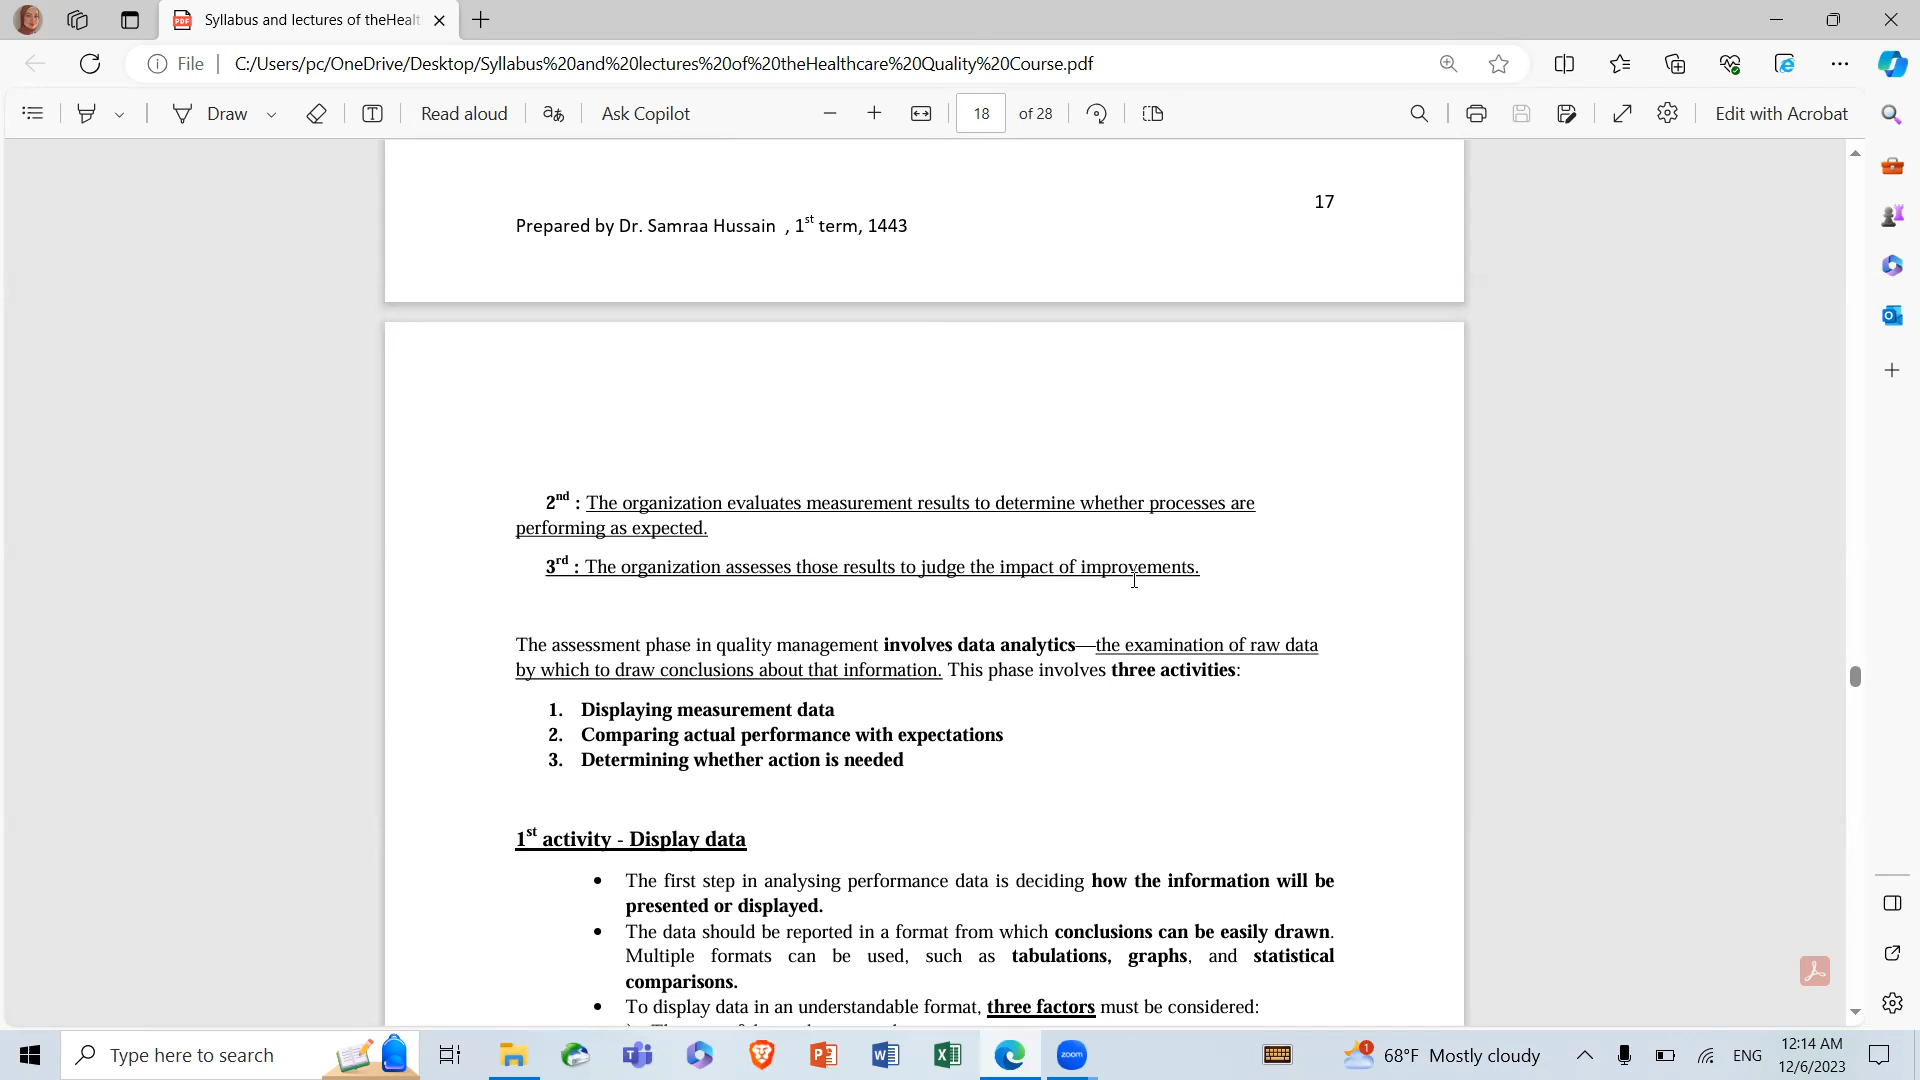 Syllabus and lectures of theHealt
File
C:/Users/pc/OneDrive/Desktop/Syllabus%20and%20lectures%20of%20theHealthcare%20Quality%20Course.pdf
Draw
Read aloud
Ask Copilot
18 of 28
Edit with Acrobat
17
Prepared by Dr. Samraa Hussain , 1st term, 1443
2nd : The organization evaluates measurement results to determine whether processes are
performing as expected.
3rd : The organization assesses those results to judge the impact of improvements.
The assessment phase in quality management involves data analytics—the examination of raw data
by which to draw conclusions about that information. This phase involves three activities:
1. Displaying measurement data
2. Comparing actual performance with expectations
3. Determining whether action is needed
1st activity - Display data
• The first step in analysing performance data is deciding how the information will be
presented or displayed.
• The data should be reported in a format from which conclusions can be easily drawn.
Multiple formats can be used, such as tabulations, graphs, and statistical
comparisons.
• To display data in an understandable format, three factors must be considered:
Type here to search
zoom
1
68°F Mostly cloudy
ENG
12:14 AM
12/6/2023